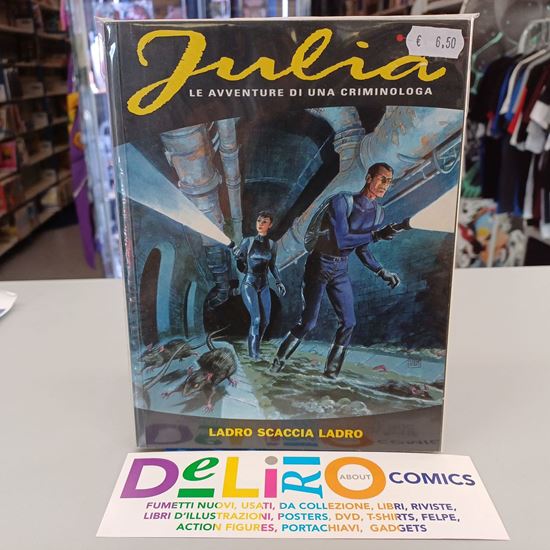 € 6,50
Julia
LE AVVENTURE DI UNA CRIMINOLOGA
LADRO SCACCIA LADRO
DeLiRiO ABOUT COMICS
FUMETTI NUOVI, USATI, DA COLLEZIONE, LIBRI, RIVISTE,
LIBRI D'ILLUSTRAZIONI, POSTERS, DVD, T-SHIRTS, FELPE,
ACTION FIGURES, PORTACHIAVI, GADGETS